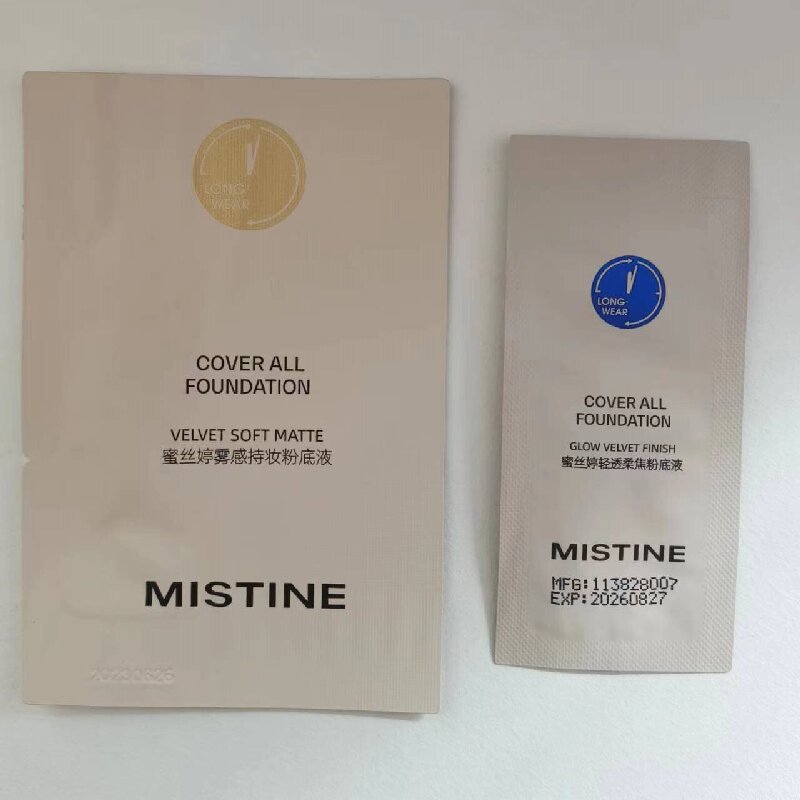 LONG-
WEAR
COVER ALL
FOUNDATION
VELVET SOFT MATTE
蜜丝婷雾感持妆粉底液
MISTINE
20230826
LONG-
WEAR
COVER ALL
FOUNDATION
GLOW VELVET FINISH
蜜丝婷轻透柔焦粉底液
MISTINE
MFG:113828007
EXP:20260827